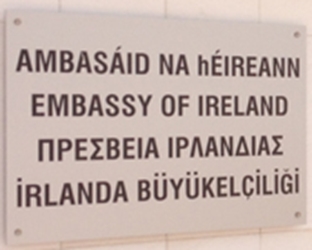 AMBASÁID NA hÉIREANN
EMBASSY OF IRELAND
ΠΡΕΣΒΕΙΑ ΙΡΛΑΝΔΙΑΣ
İRLANDA BÜYÜKELÇİLİĞİ